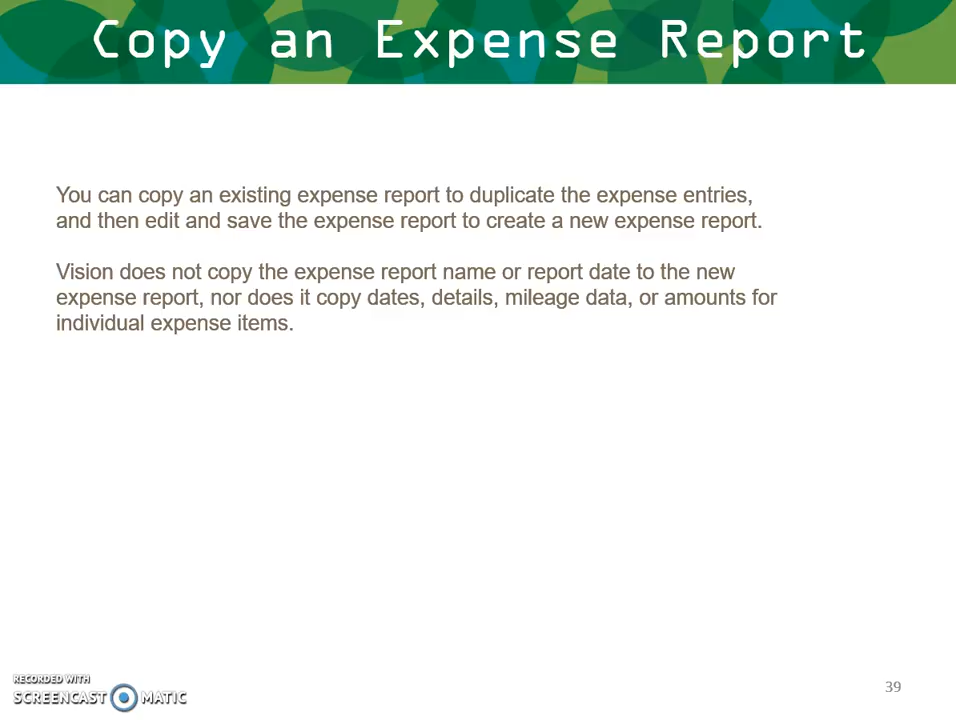 Copy an Expense Report
You can copy an existing expense report to duplicate the expense entries,
and then edit and save the expense report to create a new expense report.
Vision does not copy the expense report name or report date to the new
expense report, nor does it copy dates, details, mileage data, or amounts for
individual expense items.
RECORDED WITH
SCREENCAST MATIC
39